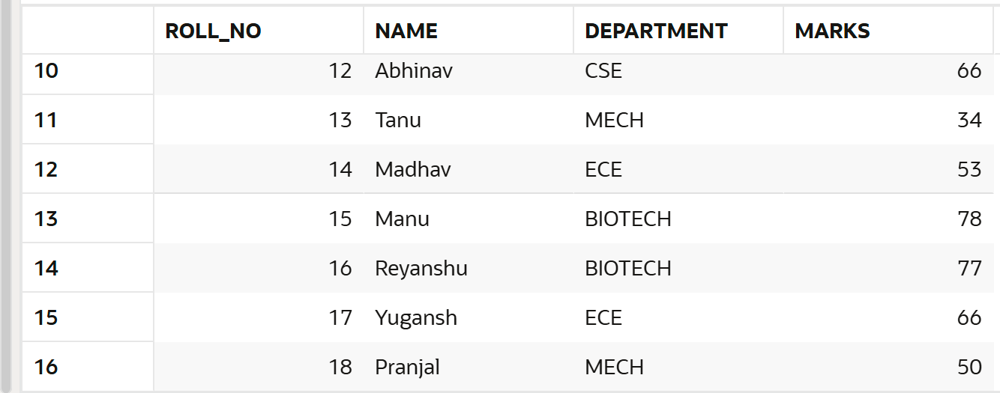 ROLL_NO NAME DEPARTMENT MARKS
10 12 Abhinav CSE 66
11 13 Tanu MECH 34
12 14 Madhav ECE 53
13 15 Manu BIOTECH 78
14 16 Reyanshu BIOTECH 77
15 17 Yugansh ECE 66
16 18 Pranjal MECH 50